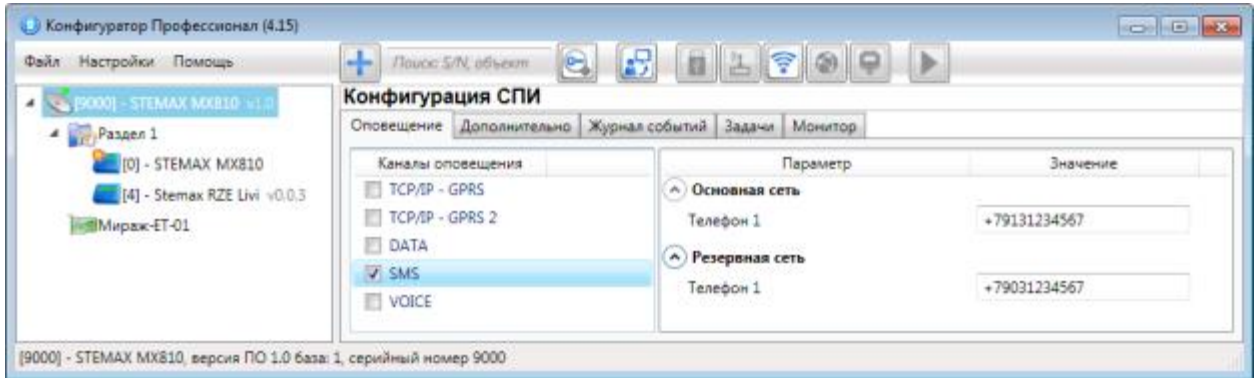 Конфигуратор Профессионал (4.15)
Файл Настройки Помощь
Поиск: S/N, объект
[9000] - STEMAX MX810 v1.0
Раздел 1
[0] - STEMAX MX810
[4] - Stemax RZE Livi v0.0.3
Мираж-ET-01
Конфигурация СПИ
Оповещение Дополнительно Журнал событий Задачи Монитор
Каналы оповещения
TCP/IP - GPRS
TCP/IP - GPRS 2
DATA
SMS
VOICE
Параметр Значение
Основная сеть
Телефон 1 +79131234567
Резервная сеть
Телефон 1 +79031234567
[9000] - STEMAX MX810, версия ПО 1.0 база: 1, серийный номер 9000